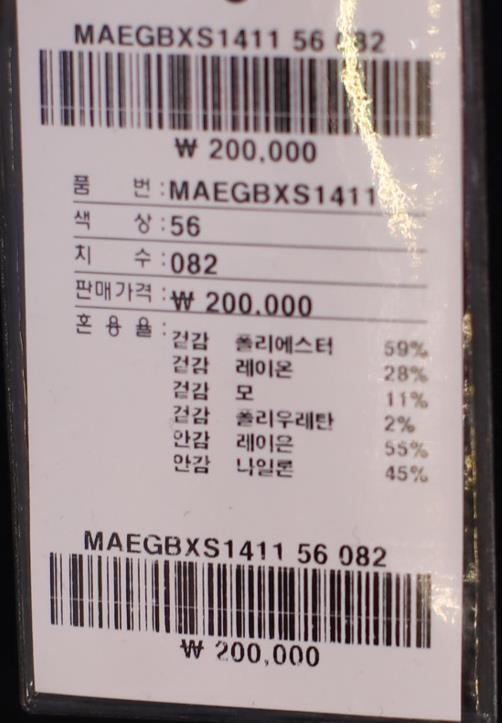 MAEGBXS1411 56 082
₩ 200,000
품 번 : MAEGBXS1411
색 상 : 56
치 수 : 082
판매가격 : ₩ 200.000
혼 용 율 : 겉감 폴리에스터 59%
겉감 레이온 28%
겉감 모 11%
겉감 폴리우레탄 2%
안감 레이온 55%
안감 나일론 45%
MAEGBXS1411 56 082
₩ 200,000